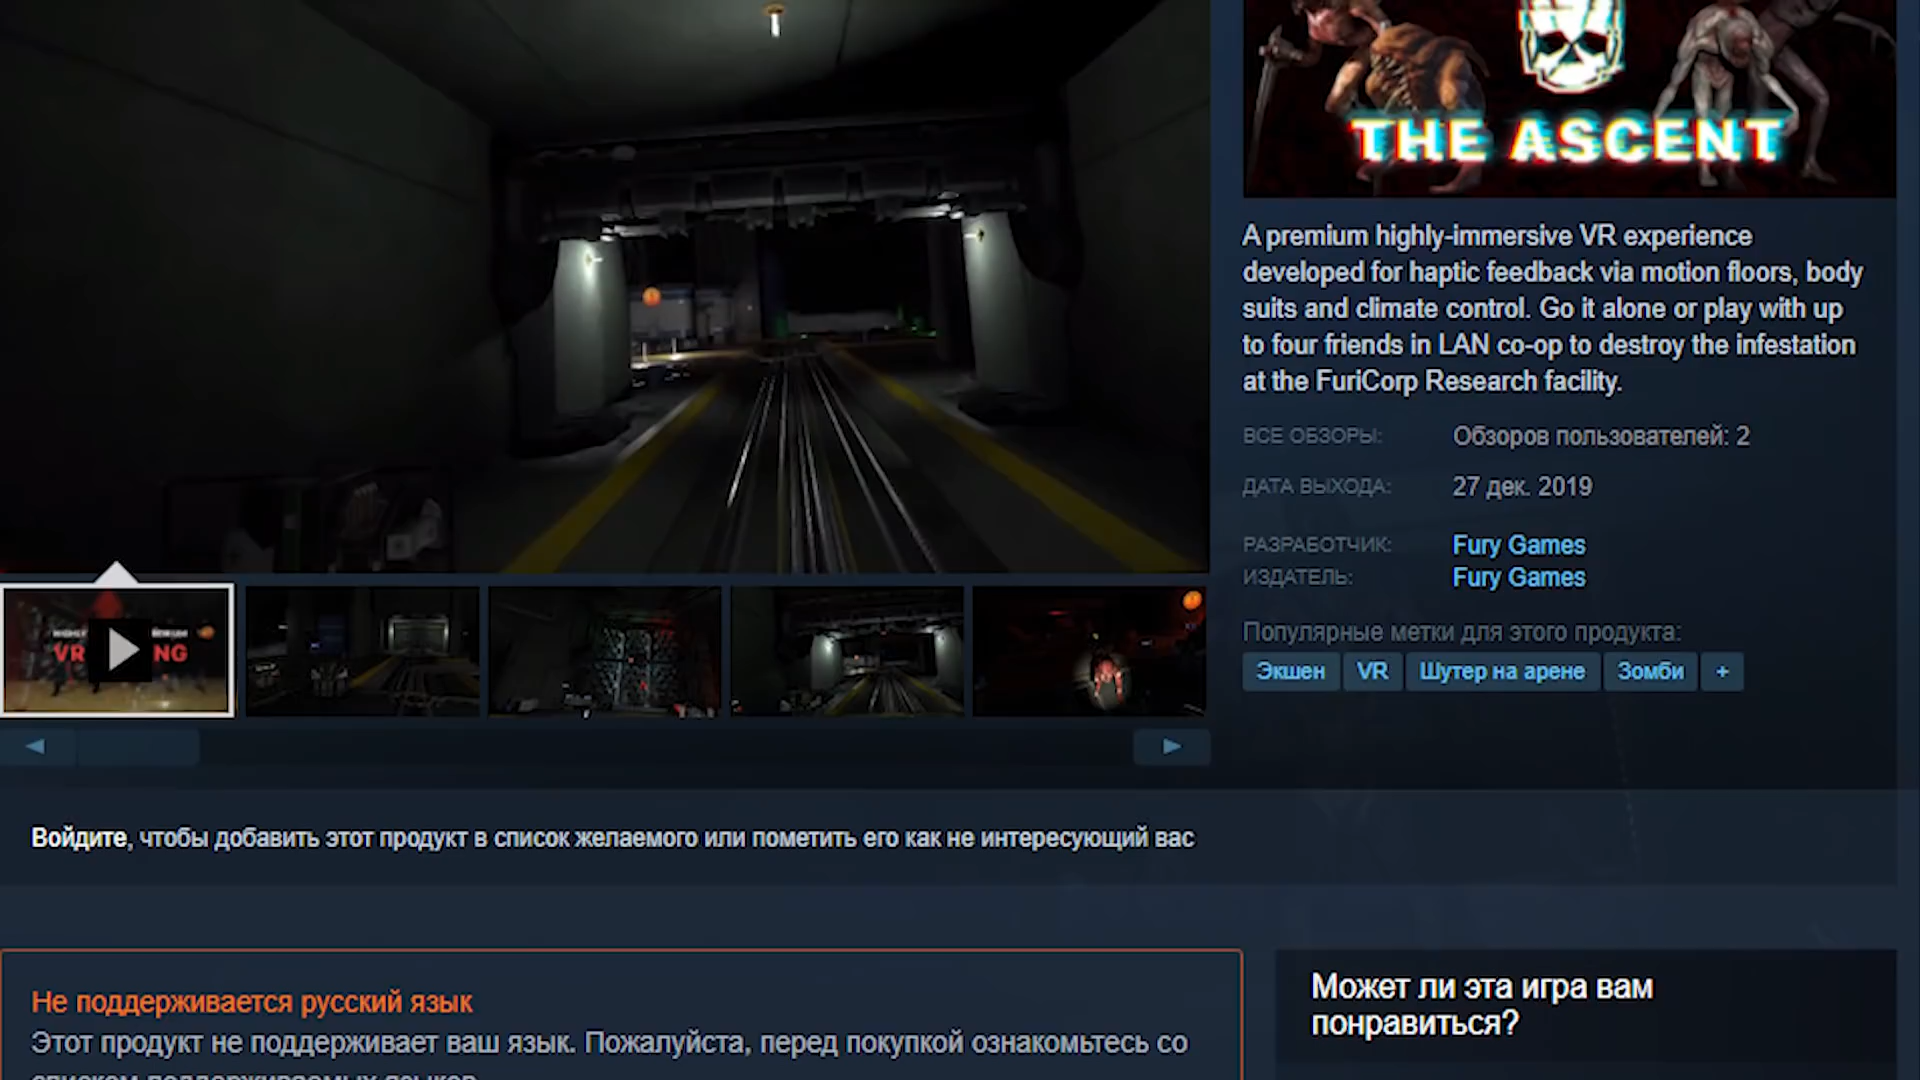 THE ASCENT
A premium highly-immersive VR experience
developed for haptic feedback via motion floors, body
suits and climate control. Go it alone or play with up
to four friends in LAN co-op to destroy the infestation
at the FuriCorp Research facility.
ВСЕ ОБЗОРЫ: Обзоров пользователей: 2
ДАТА ВЫХОДА: 27 дек. 2019
РАЗРАБОТЧИК: Fury Games
ИЗДАТЕЛЬ: Fury Games
Популярные метки для этого продукта:
Экшен VR Шутер на арене Зомби +
Войдите, чтобы добавить этот продукт в список желаемого или пометить его как не интересующий вас
Не поддерживается русский язык
Этот продукт не поддерживает ваш язык. Пожалуйста, перед покупкой ознакомьтесь со
списком поддерживаемых языков
Может ли эта игра вам
понравиться?